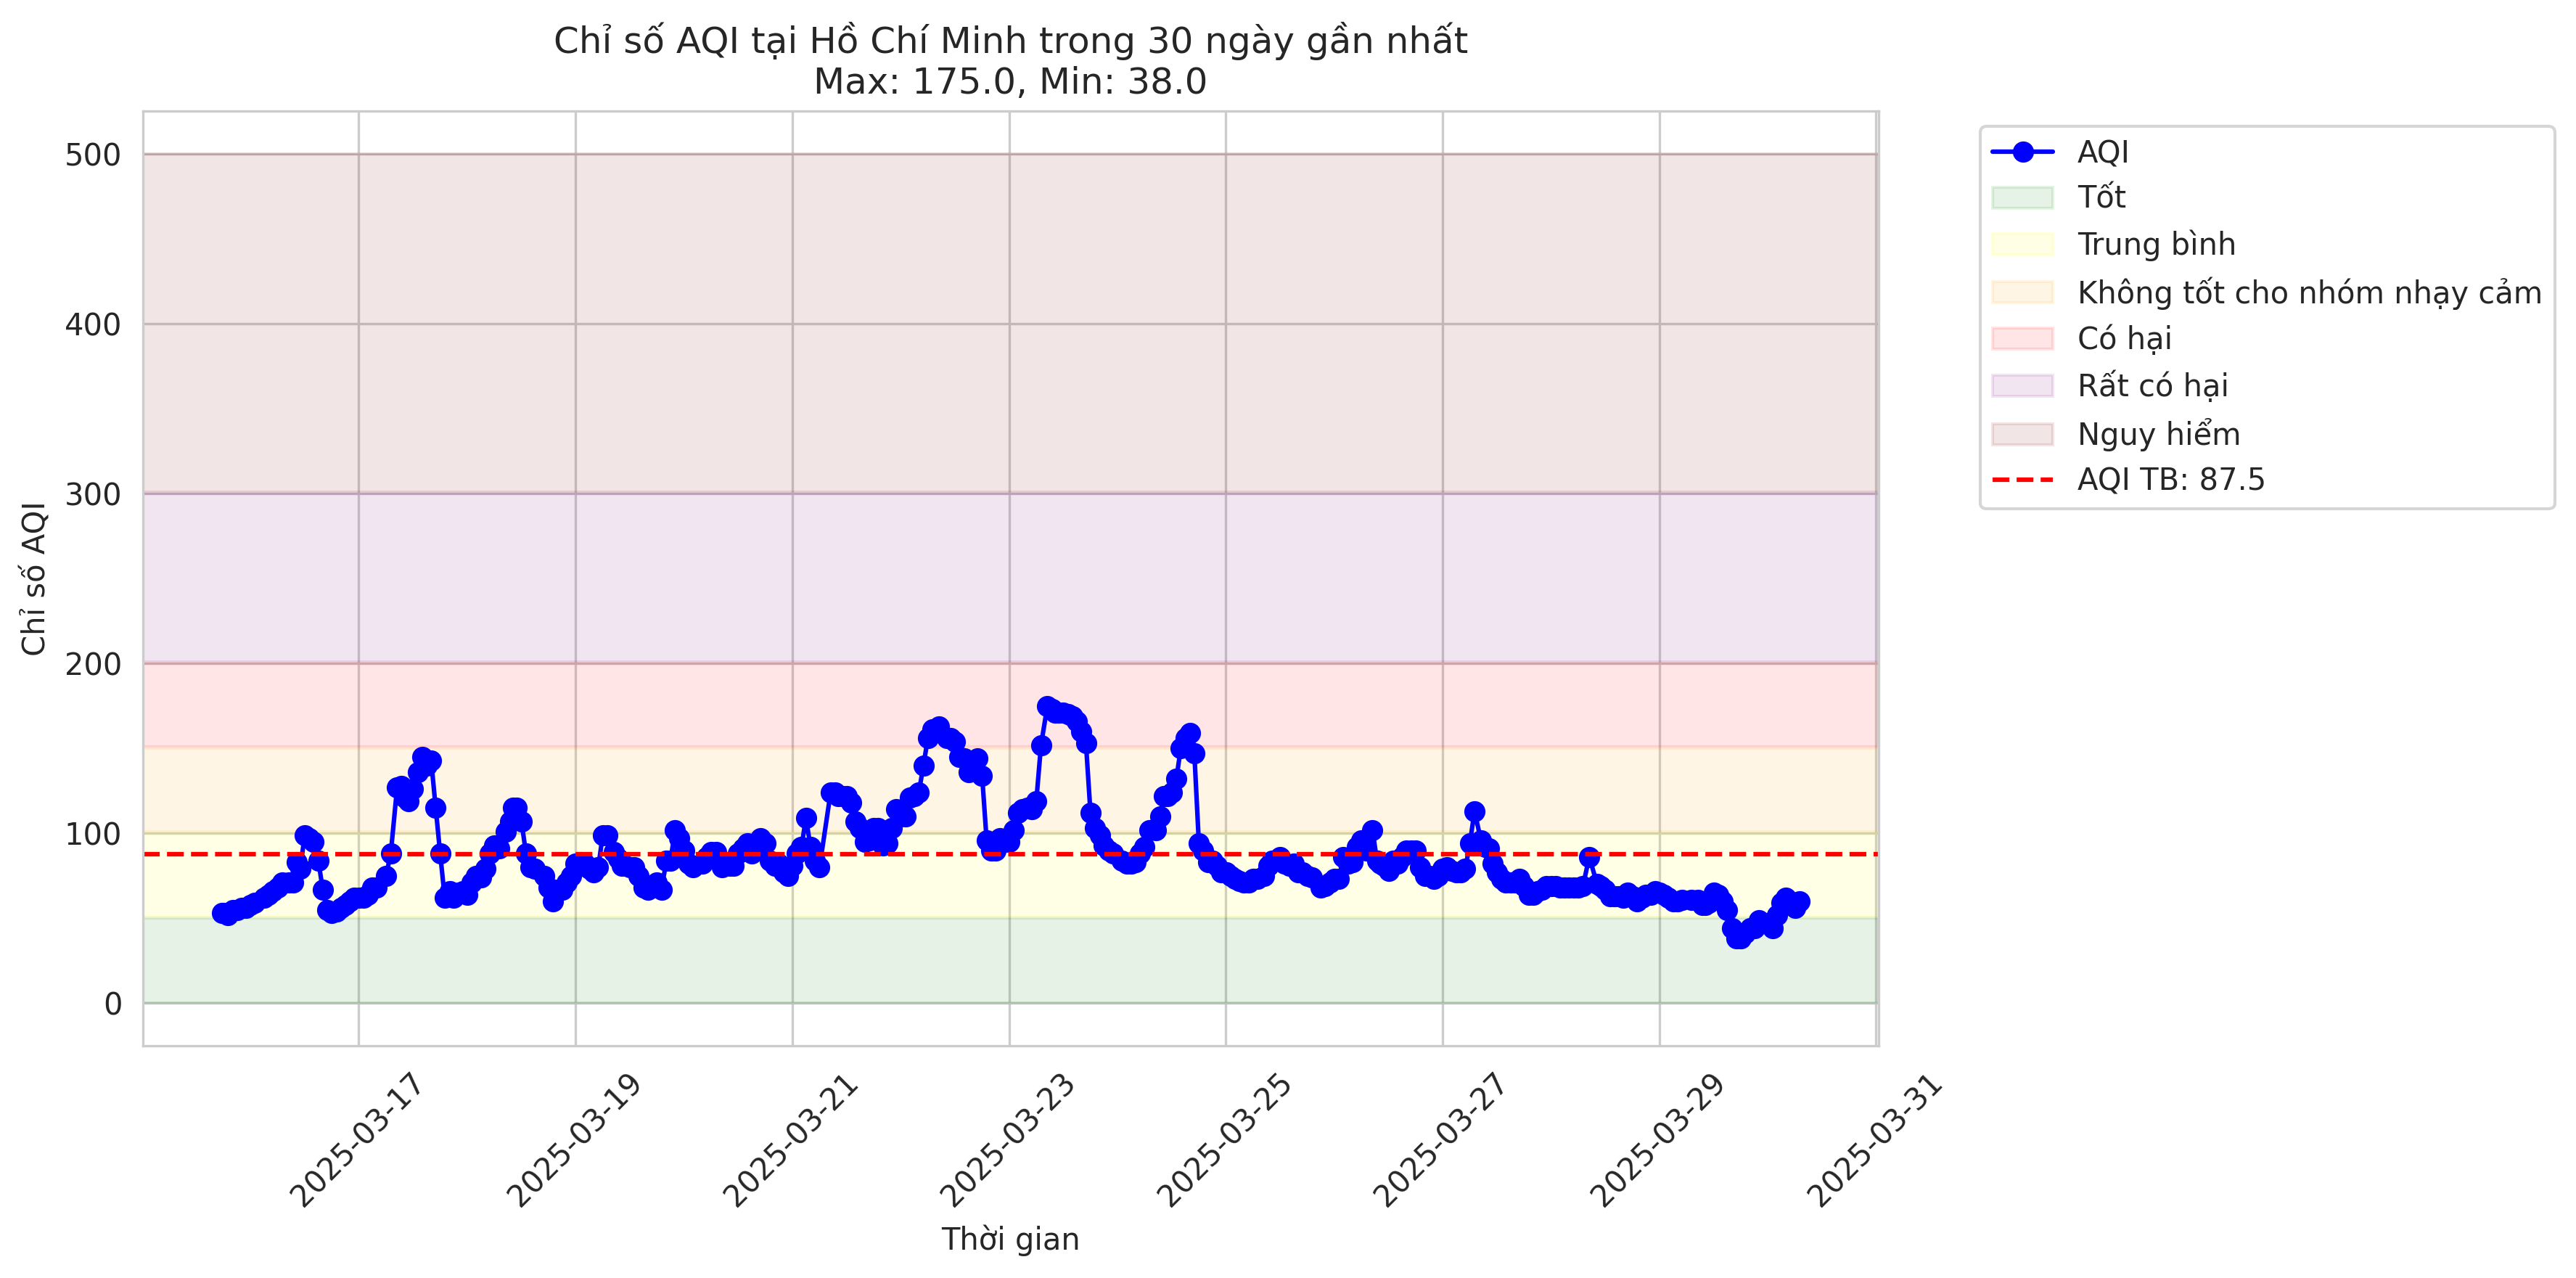 Chỉ số AQI tại Hồ Chí Minh trong 30 ngày gần nhất
Max: 175.0, Min: 38.0
Chỉ số AQI
500
400
300
200
100
0
2025-03-17
2025-03-19
2025-03-21
2025-03-23
2025-03-25
2025-03-27
2025-03-29
2025-03-31
Thời gian
AQI
Tốt
Trung bình
Không tốt cho nhóm nhạy cảm
Có hại
Rất có hại
Nguy hiểm
AQI TB: 87.5